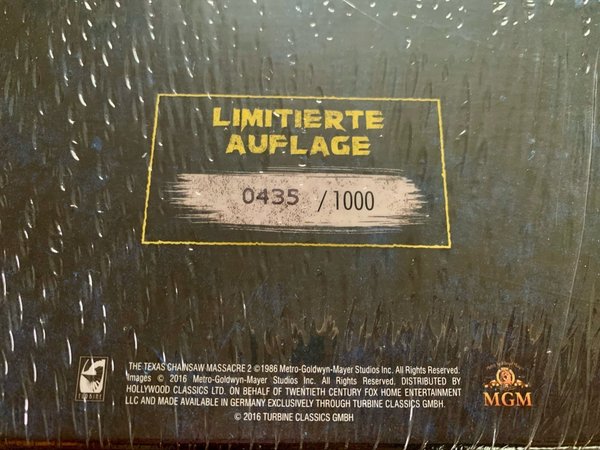 LIMITIERTE
AUFLAGE
0435 / 1000
THE TEXAS CHAINSAW MASSACRE 2 © 1986 Metro-Goldwyn-Mayer Studios Inc. All Rights Reserved.
Images © 2016 Metro-Goldwyn-Mayer Studios Inc. All Rights Reserved. DISTRIBUTED BY
HOLLYWOOD CLASSICS LTD. ON BEHALF OF TWENTIETH CENTURY FOX HOME ENTERTAINMENT
LLC AND MADE AVAILABLE IN GERMANY EXCLUSIVELY THROUGH TURBINE CLASSICS GMBH.
© 2016 TURBINE CLASSICS GMBH
TURBINE
MGM